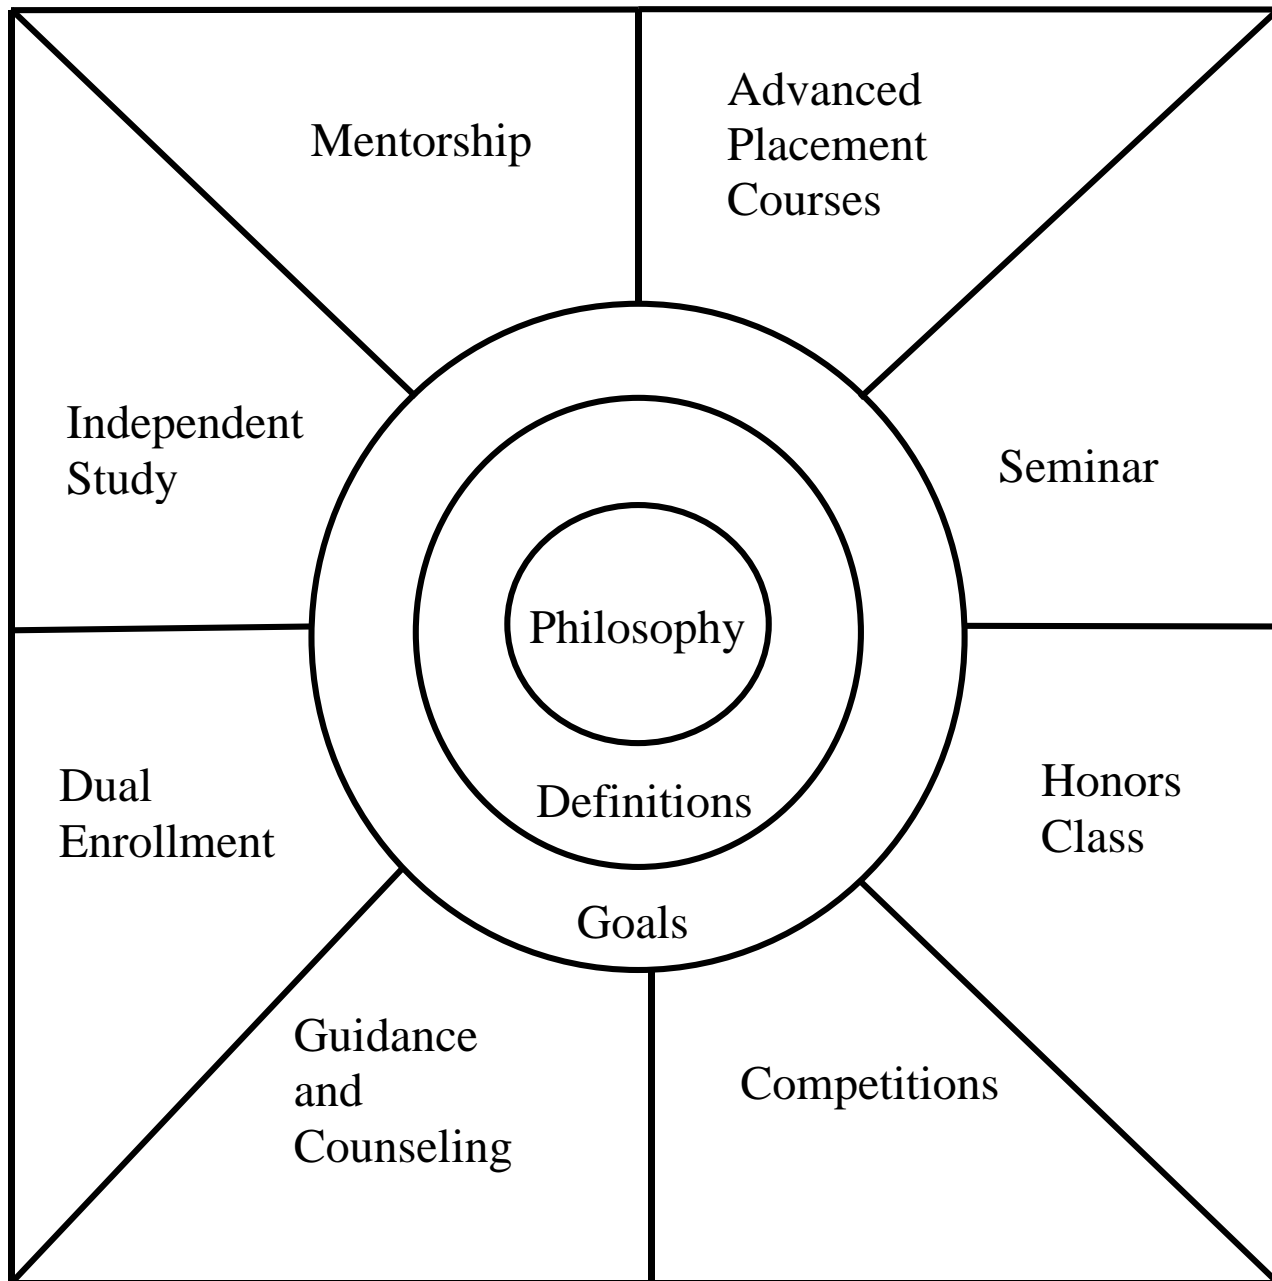 Mentorship
Advanced
Placement
Courses
Independent
Study
Seminar
Philosophy
Dual
Enrollment
Definitions
Honors
Class
Goals
Guidance
and
Counseling
Competitions